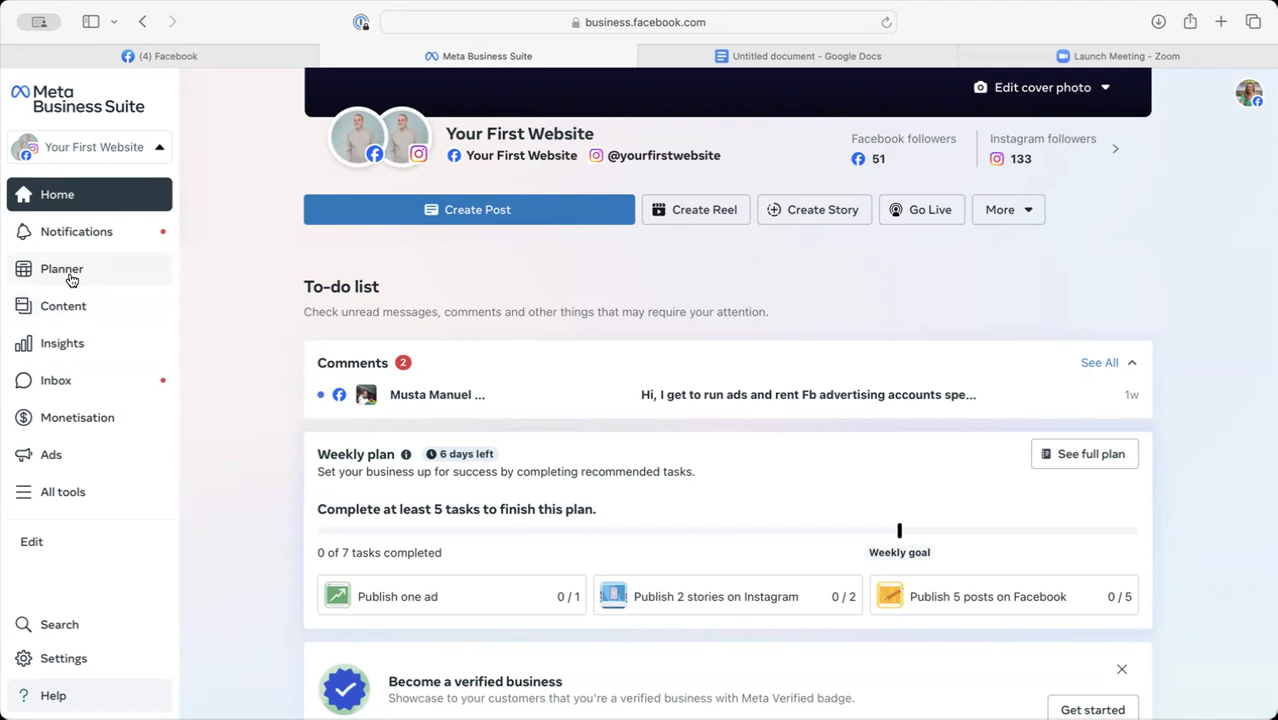 business.facebook.com
(4) Facebook
Meta Business Suite
Untitled document - Google Docs
Launch Meeting - Zoom
Meta
Business Suite
Your First Website
Home
Notifications
Planner
Content
Insights
Inbox
Monetisation
Ads
All tools
Edit
Search
Settings
Help
Edit cover photo
Your First Website
Your First Website @yourfirstwebsite
Facebook followers
51
Instagram followers
133
Create Post
Create Reel
Create Story
Go Live
More
To-do list
Check unread messages, comments and other things that may require your attention.
Comments 2
See All
Musta Manuel ... Hi, I get to run ads and rent Fb advertising accounts spe... 1w
Weekly plan 6 days left
See full plan
Set your business up for success by completing recommended tasks.
Complete at least 5 tasks to finish this plan.
0 of 7 tasks completed
Weekly goal
Publish one ad 0 / 1
Publish 2 stories on Instagram 0 / 2
Publish 5 posts on Facebook 0 / 5
Become a verified business
Showcase to your customers that you're a verified business with Meta Verified badge.
Get started